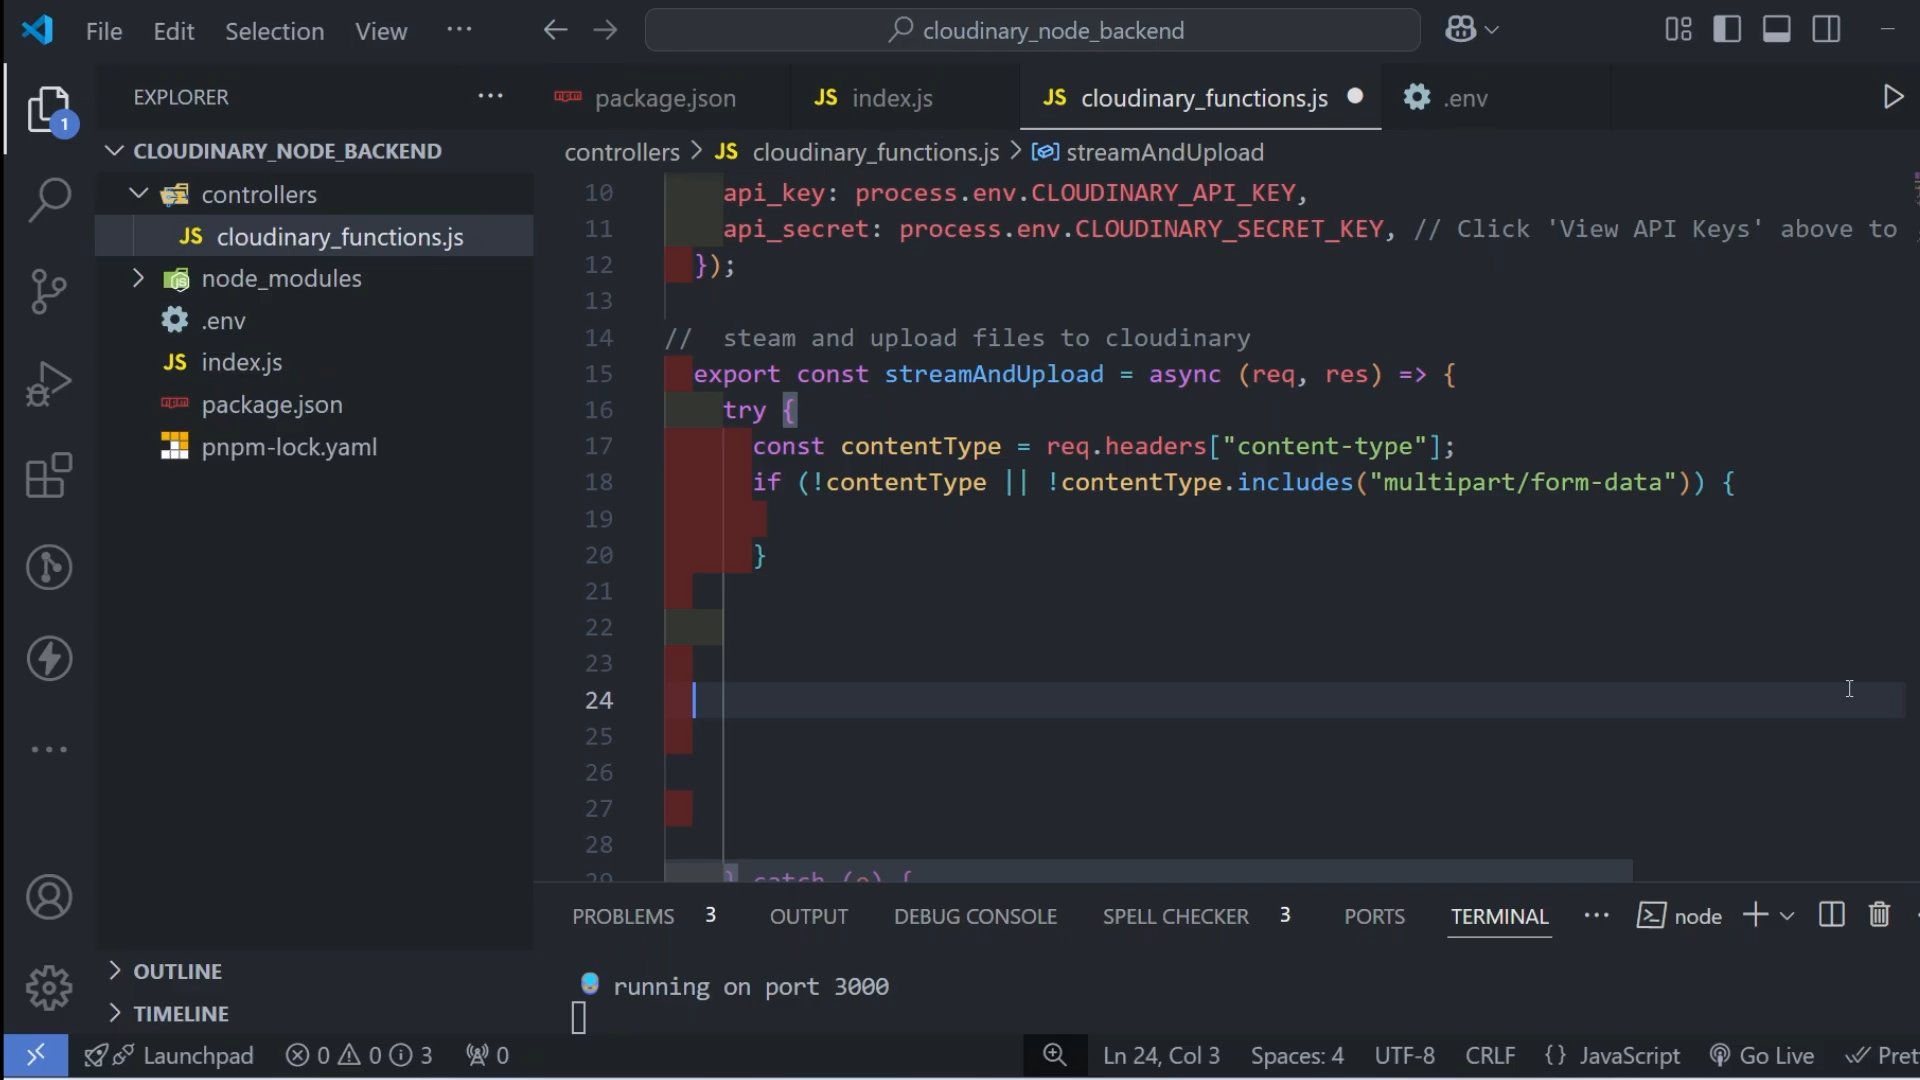 File Edit Selection View ··· cloudinary_node_backend
EXPLORER ···
package.json
JS index.js
JS cloudinary_functions.js
.env
1
CLOUDINARY_NODE_BACKEND
controllers
JS cloudinary_functions.js
node_modules
.env
JS index.js
package.json
pnpm-lock.yaml
OUTLINE
TIMELINE
controllers > JS cloudinary_functions.js > streamAndUpload
10 api_key: process.env.CLOUDINARY_API_KEY,
11 api_secret: process.env.CLOUDINARY_SECRET_KEY, // Click 'View API Keys' above to
12 });
13
14 // steam and upload files to cloudinary
15 export const streamAndUpload = async (req, res) => {
16 try {
17 const contentType = req.headers["content-type"];
18 if (!contentType || !contentType.includes("multipart/form-data")) {
19
20 }
21
22
23
24
25
26
27
28
29 } catch (e) {
PROBLEMS 3 OUTPUT DEBUG CONSOLE SPELL CHECKER 3 PORTS TERMINAL ··· node
running on port 3000
Launchpad 0 0 3 0 Ln 24, Col 3 Spaces: 4 UTF-8 CRLF {} JavaScript Go Live Pret